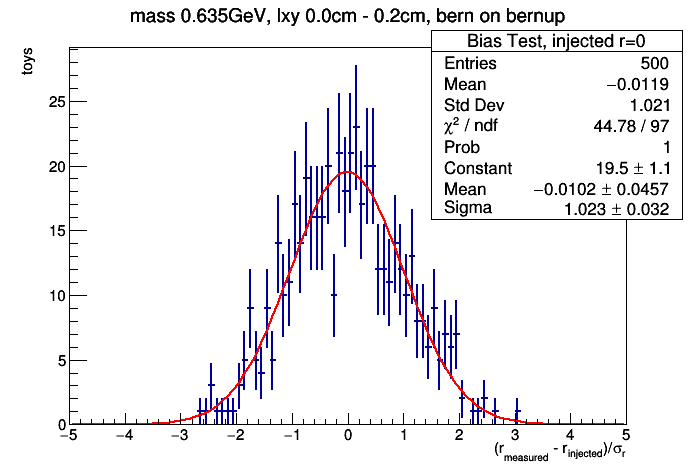 mass 0.635GeV, lxy 0.0cm - 0.2cm, bern on bernup
Bias Test, injected r=0
Entries 500
Mean −0.0119
Std Dev 1.021
χ² / ndf 44.78 / 97
Prob 1
Constant 19.5 ± 1.1
Mean −0.0102 ± 0.0457
Sigma 1.023 ± 0.032
toys
25
20
15
10
5
0
−5 −4 −3 −2 −1 0 1 2 3 4 5
(r_measured - r_injected)/σ_r